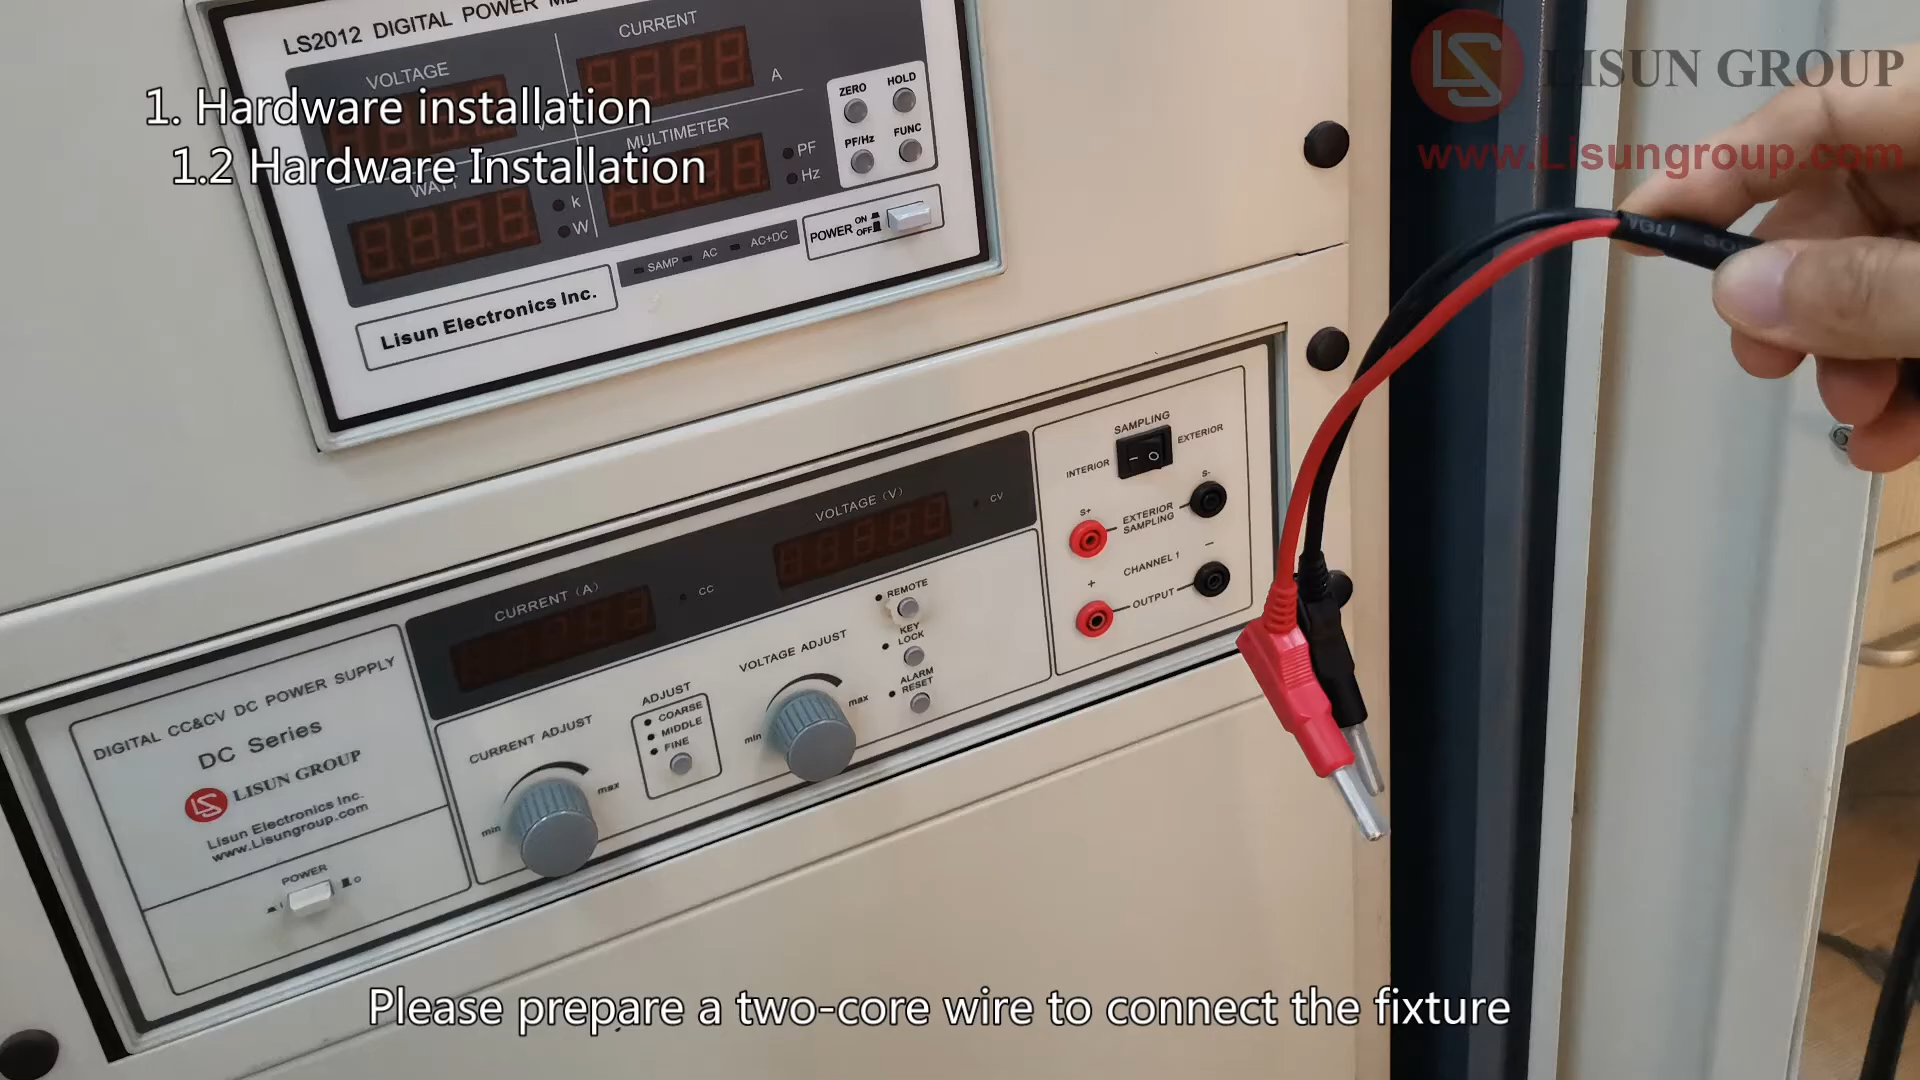 LS2012 DIGITAL POWER
VOLTAGE
CURRENT
A
1. Hardware installation
1.2 Hardware Installation
MULTIMETER
PF
Hz
WATT
k
W
ZERO
HOLD
PF/Hz
FUNC
POWER
ON
OFF
SAMP
AC
AC+DC
Lisun Electronics Inc.
LS
LISUN GROUP
www.Lisungroup.com
SAMPLING
INTERIOR
EXTERIOR
S+
EXTERIOR
SAMPLING
S-
CHANNEL 1
+
OUTPUT
−
CURRENT (A)
CC
VOLTAGE (V)
CV
REMOTE
KEY
LOCK
ALARM
RESET
DIGITAL CC&CV DC POWER SUPPLY
DC Series
LS LISUN GROUP
Lisun Electronics Inc.
www.Lisungroup.com
POWER
CURRENT ADJUST
min
max
ADJUST
COARSE
MIDDLE
FINE
VOLTAGE ADJUST
min
max
Please prepare a two-core wire to connect the fixture